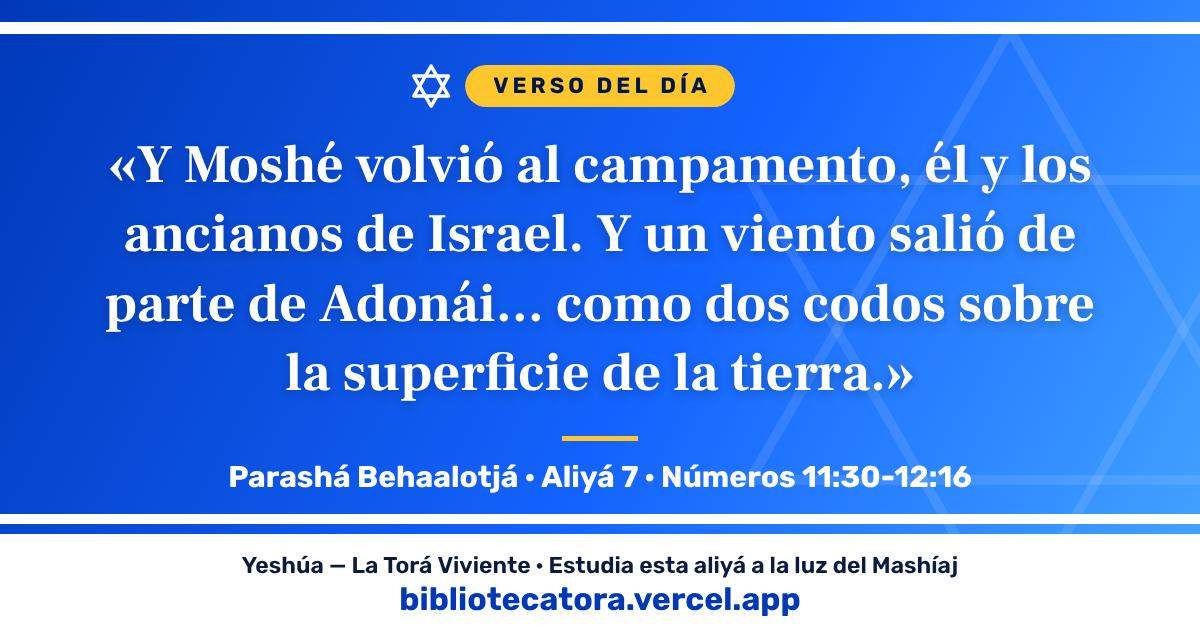 VERSO DEL DÍA
«Y Moshé volvió al campamento, él y los
ancianos de Israel. Y un viento salió de
parte de Adonái... como dos codos sobre
la superficie de la tierra.»
Parashá Behaalotjá • Aliyá 7 • Números 11:30-12:16
Yeshúa — La Torá Viviente • Estudia esta aliyá a la luz del Mashíaj
bibliotecatora.vercel.app